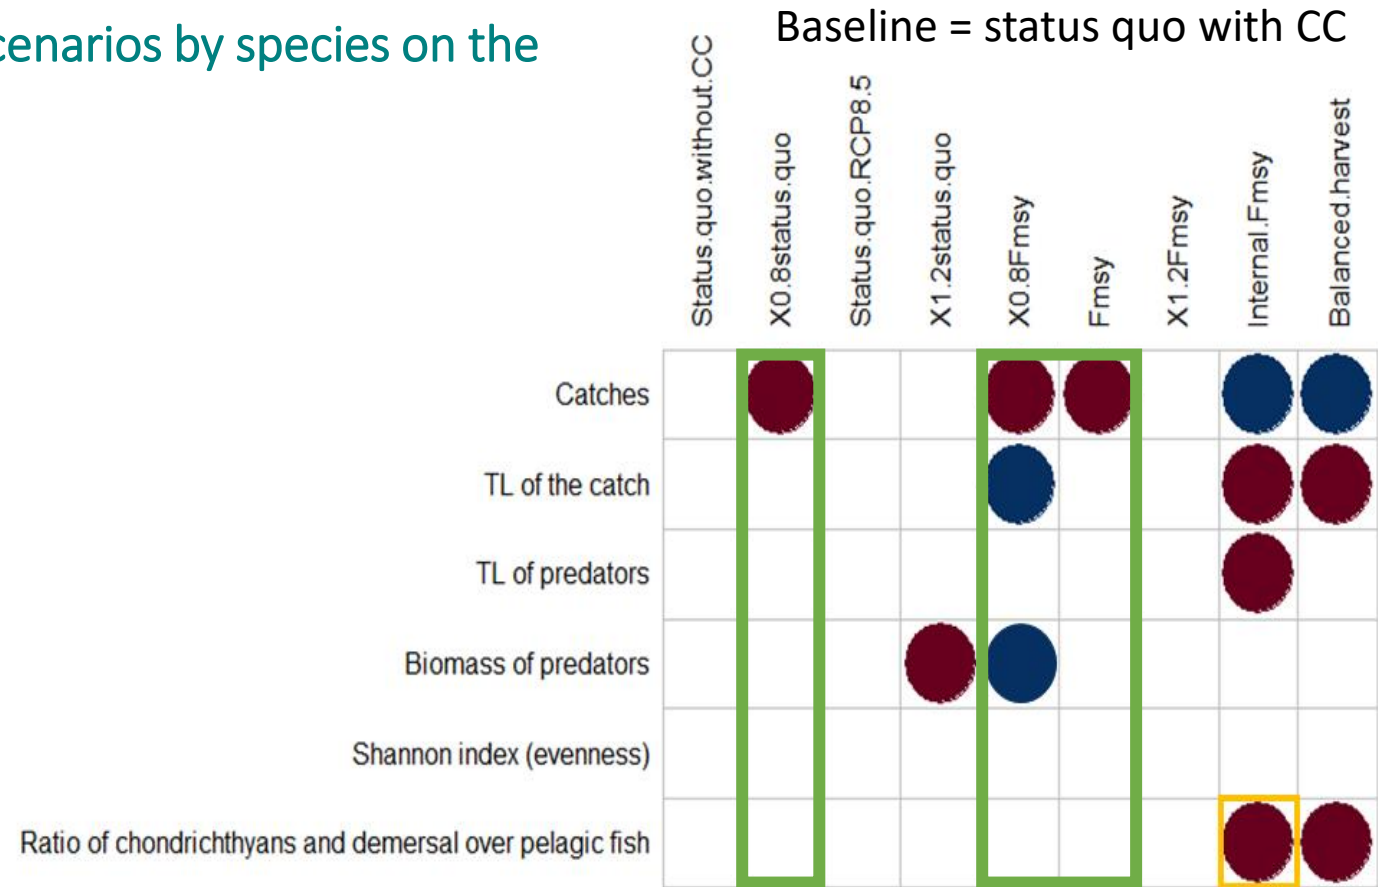 cenarios by species on the
Baseline = status quo with CC
Status.quo.without.CC
X0.8status.quo
Status.quo.RCP8.5
X1.2status.quo
X0.8Fmsy
Fmsy
X1.2Fmsy
Internal.Fmsy
Balanced.harvest
Catches
TL of the catch
TL of predators
Biomass of predators
Shannon index (evenness)
Ratio of chondrichthyans and demersal over pelagic fish